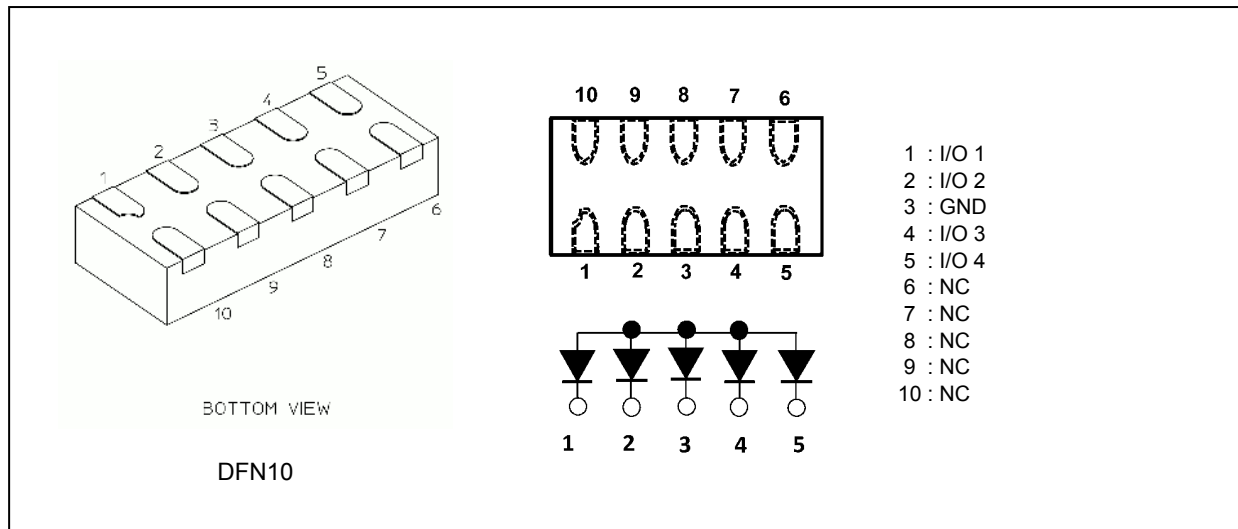 5
4
3
2
1
6
7
8
9
10
BOTTOM VIEW
DFN10
10 9 8 7 6
1 2 3 4 5
1 2 3 4 5
1 : I/O 1
2 : I/O 2
3 : GND
4 : I/O 3
5 : I/O 4
6 : NC
7 : NC
8 : NC
9 : NC
10 : NC